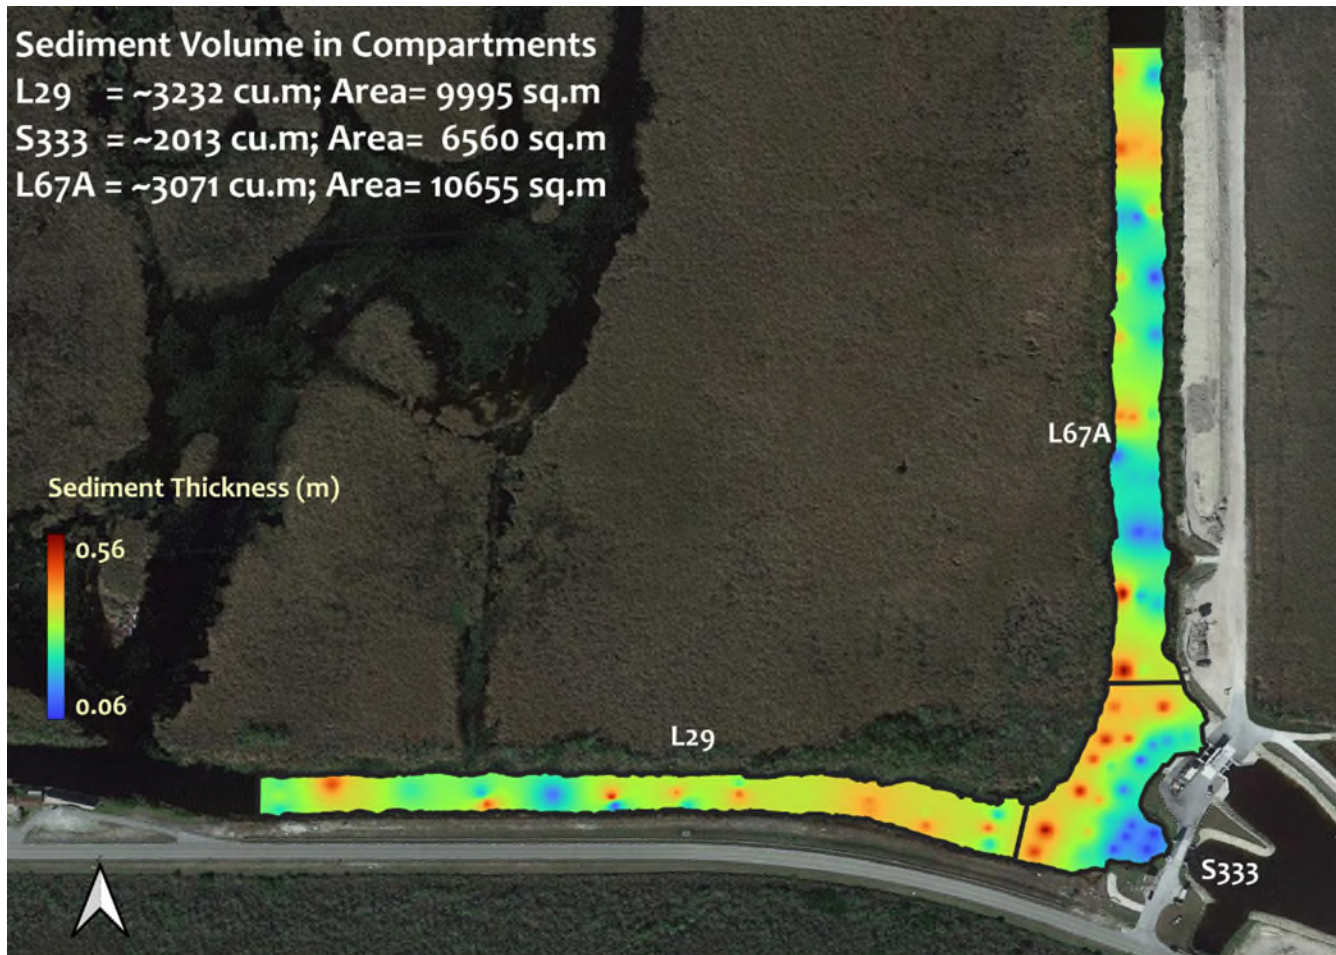 Sediment Volume in Compartments
L29 = ~3232 cu.m; Area= 9995 sq.m
S333 = ~2013 cu.m; Area= 6560 sq.m
L67A = ~3071 cu.m; Area= 10655 sq.m
L67A
Sediment Thickness (m)
0.56
0.06
L29
S333